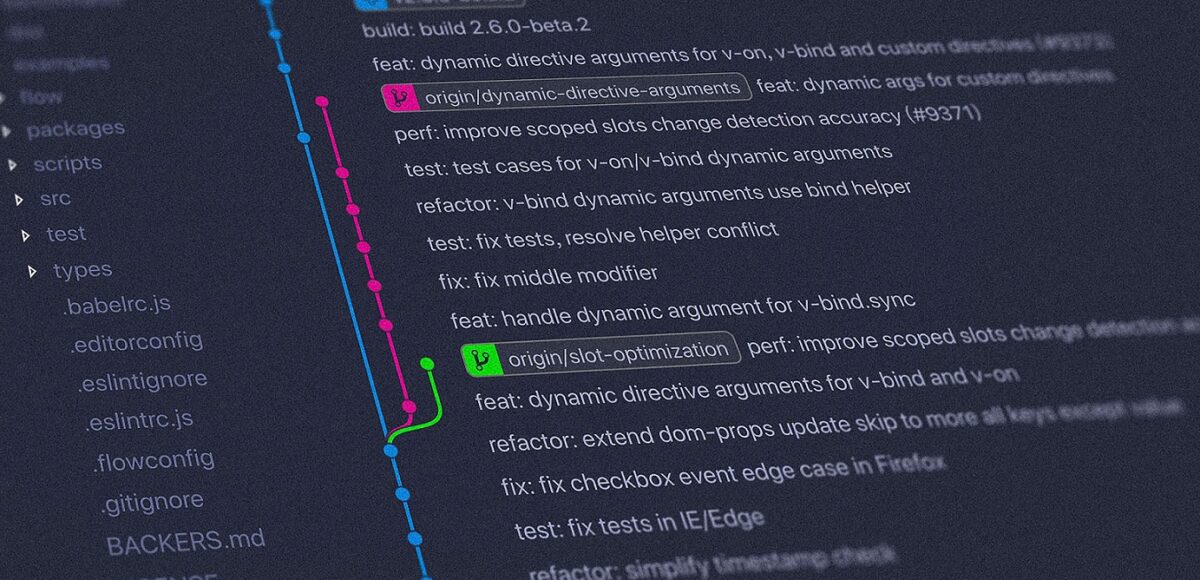 examples
flow
packages
scripts
src
test
types
.babelrc.js
.editorconfig
.eslintignore
.eslintrc.js
.flowconfig
.gitignore
BACKERS.md
build: build 2.6.0-beta.2
feat: dynamic directive arguments for v-on, v-bind and custom directives (#9373)
origin/dynamic-directive-arguments feat: dynamic args for custom directives
perf: improve scoped slots change detection accuracy (#9371)
test: test cases for v-on/v-bind dynamic arguments
refactor: v-bind dynamic arguments use bind helper
test: fix tests, resolve helper conflict
fix: fix middle modifier
feat: handle dynamic argument for v-bind.sync
origin/slot-optimization perf: improve scoped slots change detection
feat: dynamic directive arguments for v-bind and v-on
refactor: extend dom-props update skip to more all keys except value
fix: fix checkbox event edge case in Firefox
test: fix tests in IE/Edge
refactor: simplify timestamp check